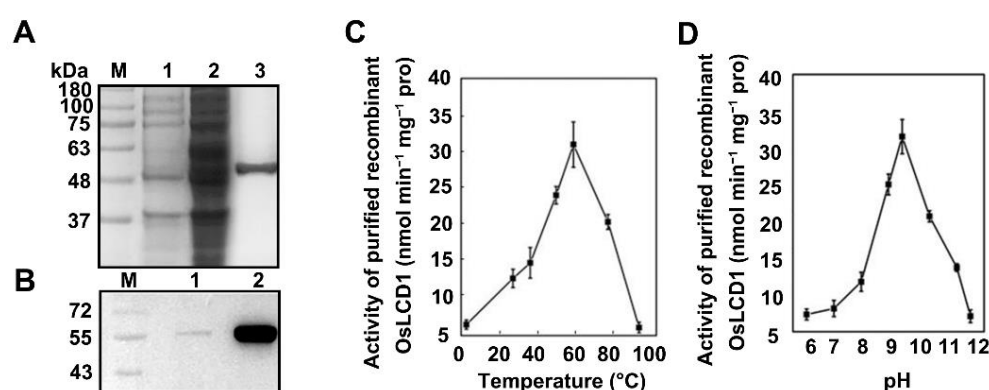 A
kDa M 1 2 3
180
100
75
63
48
37
B
M 1 2
72
55
43
C
Activity of purified recombinant
OsLCD1 (nmol min⁻¹ mg⁻¹ pro)
40
35
30
25
20
15
10
5
0 20 40 60 80 100
Temperature (°C)
D
Activity of purified recombinant
OsLCD1 (nmol min⁻¹ mg⁻¹ pro)
40
35
30
25
20
15
10
5
6 7 8 9 10 11 12
pH